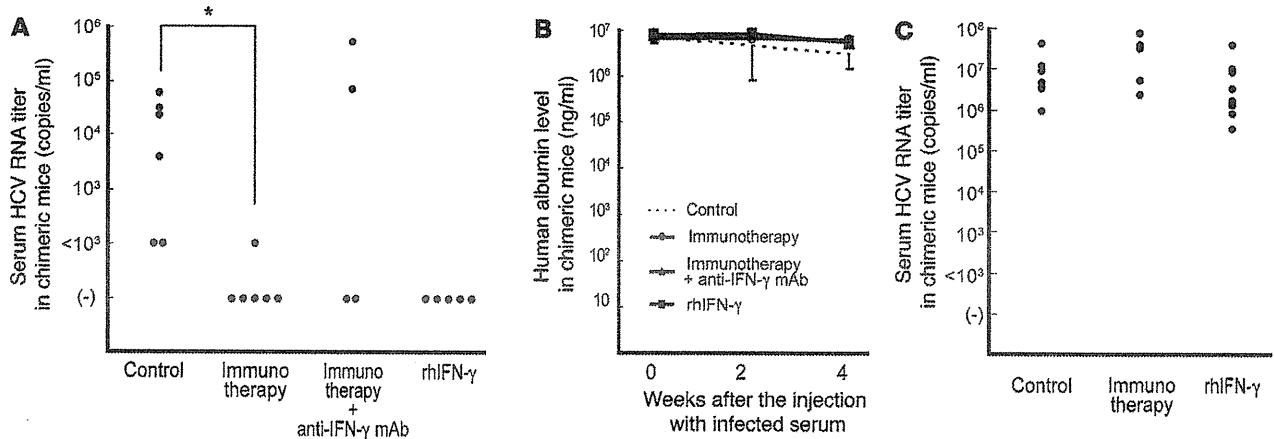 A
Serum HCV RNA titer
in chimeric mice (copies/ml)
10⁶
10⁵
10⁴
10³
<10³
(-)
*
Control
Immuno
therapy
Immuno
therapy
+
anti-IFN-γ mAb
rhIFN-γ
B
Human albumin level
in chimeric mice (ng/ml)
10⁷
10⁶
10⁵
10⁴
10³
10²
10
Control
Immunotherapy
Immunotherapy
+ anti-IFN-γ mAb
rhIFN-γ
0
2
4
Weeks after the injection
with infected serum
C
Serum HCV RNA titer
in chimeric mice (copies/ml)
10⁸
10⁷
10⁶
10⁵
10⁴
10³
<10³
(-)
Control
Immuno
therapy
rhIFN-γ